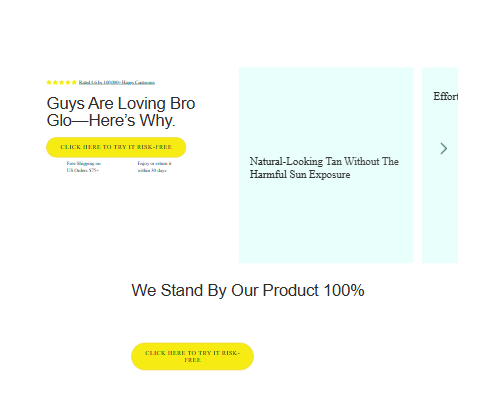 Rated 4.6 by 100,000+ Happy Customers
Guys Are Loving Bro
Glo—Here's Why.
CLICK HERE TO TRY IT RISK-FREE
Free Shipping on
US Orders $75+
Enjoy or return it
within 30 days
Natural-Looking Tan Without The
Harmful Sun Exposure
Effort
We Stand By Our Product 100%
CLICK HERE TO TRY IT RISK-
FREE